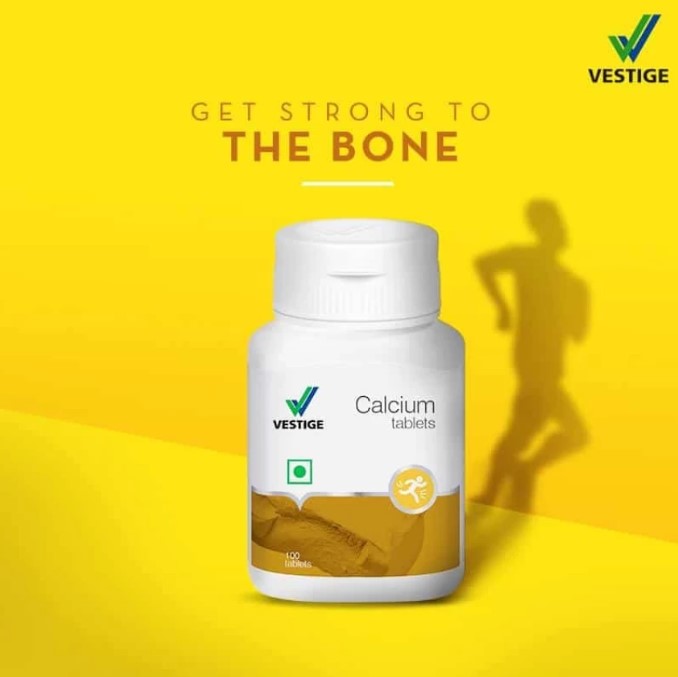 VESTIGE
GET STRONG TO
THE BONE
VESTIGE
Calcium
tablets
100
tablets